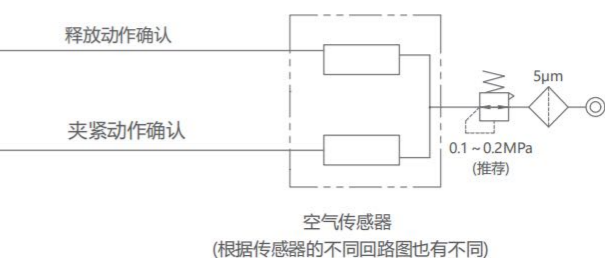 释放动作确认
5μm
夹紧动作确认
0.1～0.2MPa
(推荐)
空气传感器
(根据传感器的不同回路图也有不同)